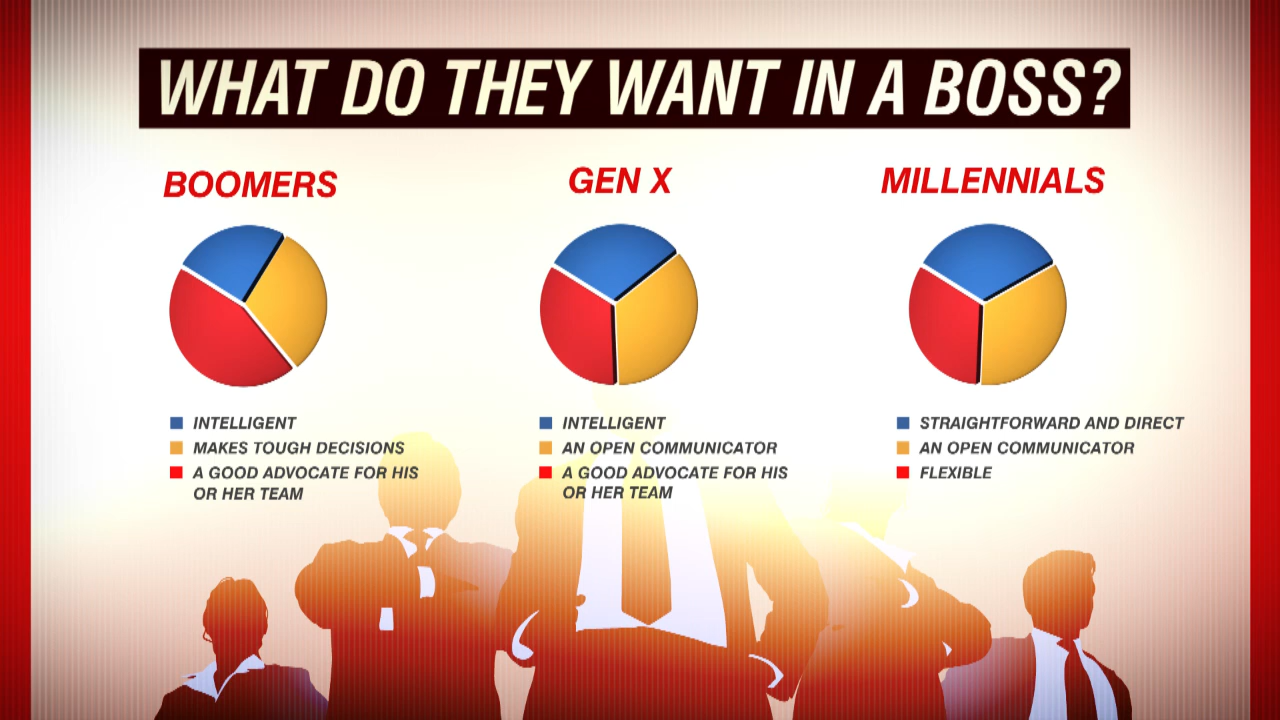 WHAT DO THEY WANT IN A BOSS?
BOOMERS
INTELLIGENT
MAKES TOUGH DECISIONS
A GOOD ADVOCATE FOR HIS
OR HER TEAM
GEN X
INTELLIGENT
AN OPEN COMMUNICATOR
A GOOD ADVOCATE FOR HIS
OR HER TEAM
MILLENNIALS
STRAIGHTFORWARD AND DIRECT
AN OPEN COMMUNICATOR
FLEXIBLE